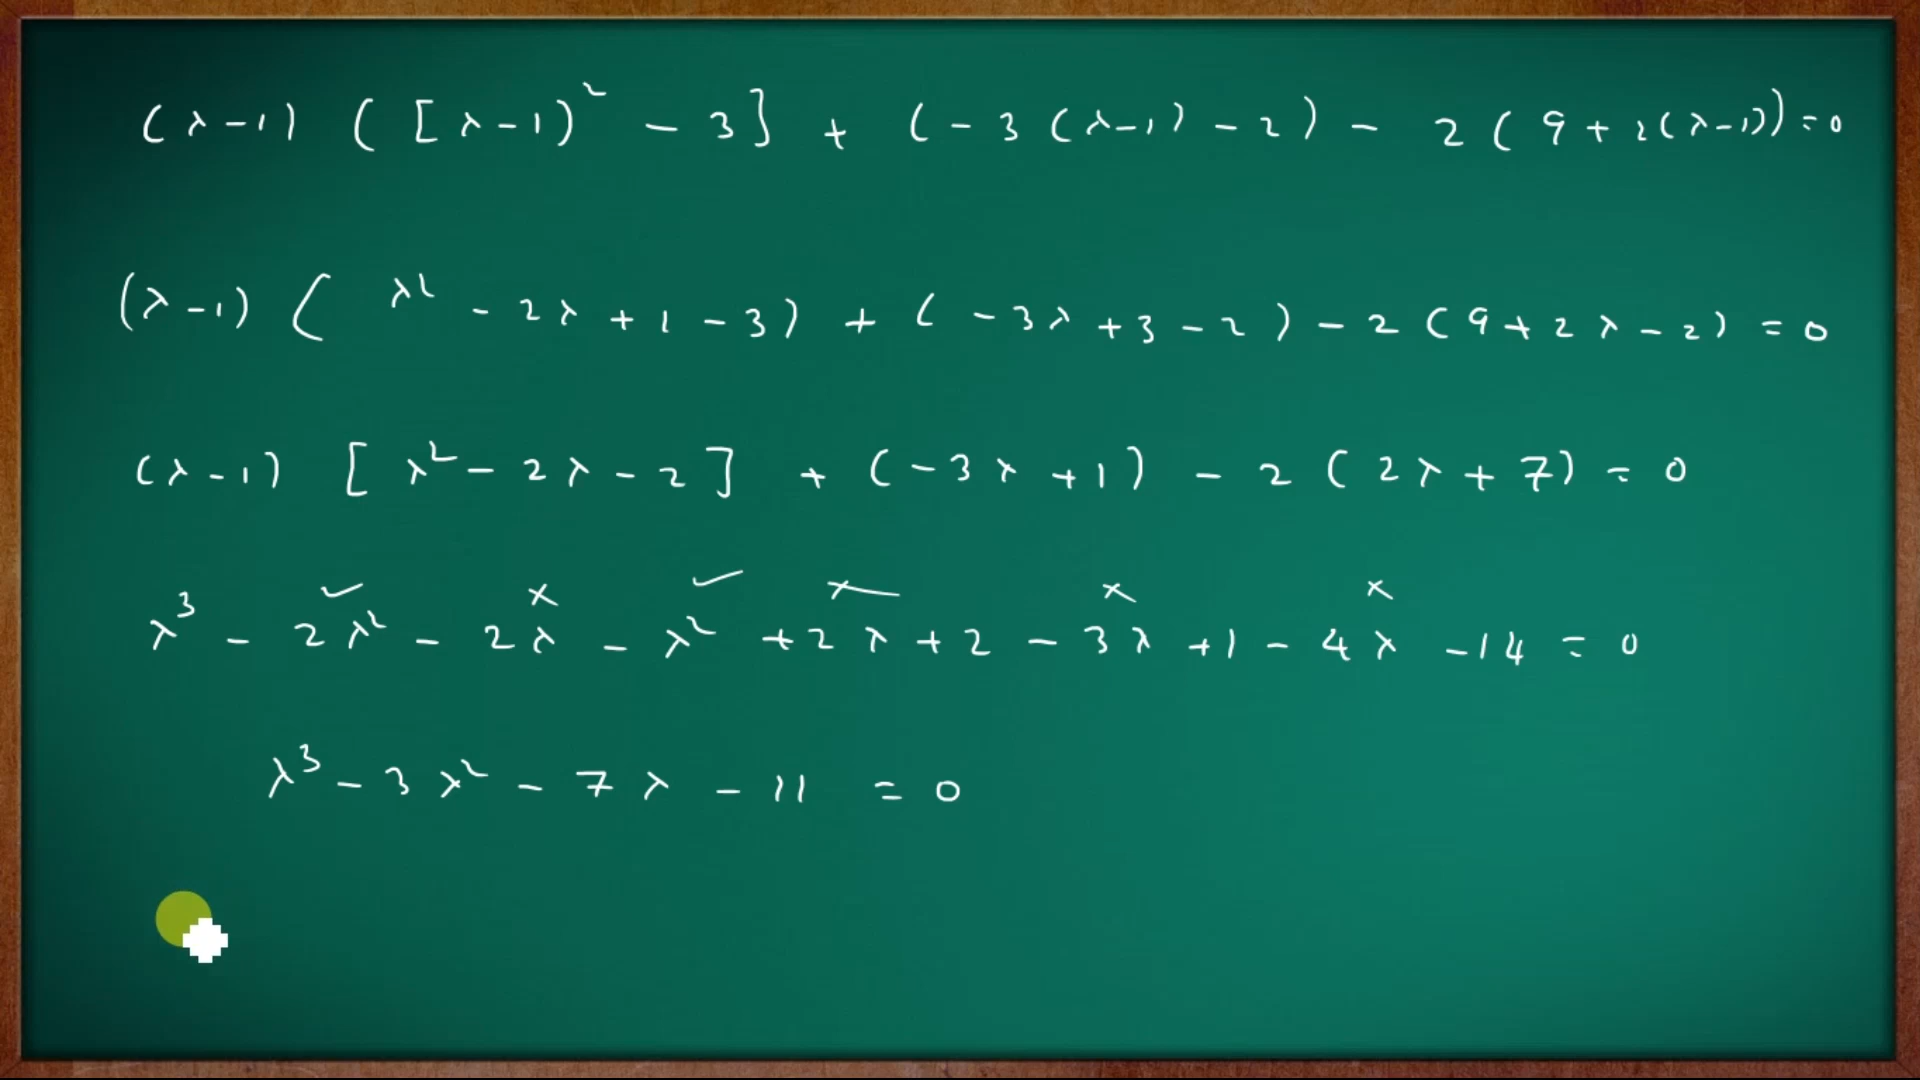 (λ-1) ([λ-1)² - 3] + (-3(λ-1) - 2) - 2(9 + 2(λ-1)) = 0
(λ-1) (λ² - 2λ + 1 - 3) + (-3λ + 3 - 2) - 2(9 + 2λ - 2) = 0
(λ-1) [λ² - 2λ - 2] + (-3λ + 1) - 2(2λ + 7) = 0
λ³ - 2λ² - 2λ - λ² + 2λ + 2 - 3λ + 1 - 4λ - 14 = 0
λ³ - 3λ² - 7λ - 11 = 0